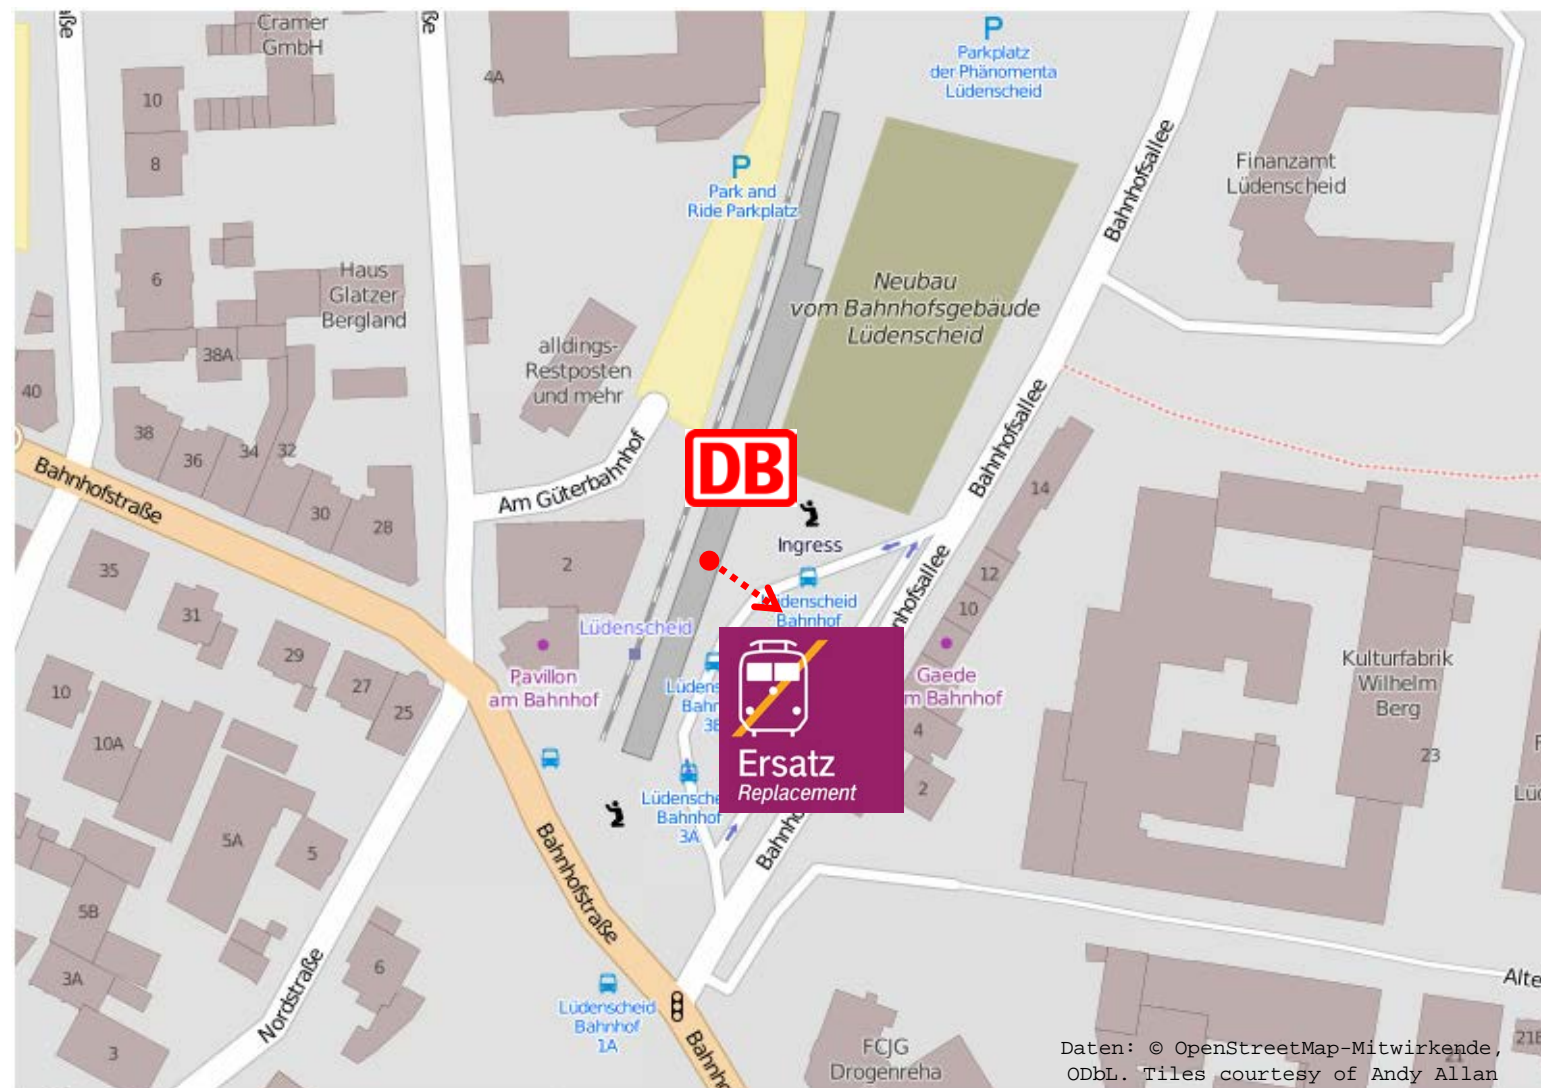 Cramer
GmbH
4A
10
8
6
Haus
Glatzer
Bergland
38A
40
38
36
34
32
30
28
P
Parkplatz
der Phänomenta
Lüdenscheid
P
Park and
Ride Parkplatz
Bahnhofsallee
Finanzamt
Lüdenscheid
Neubau
vom Bahnhofsgebäude
Lüdenscheid
alldings-
Restposten
und mehr
Bahnhofsallee
Bahnhofstraße
Am Güterbahnhof
DB
Ingress
14
12
10
4
2
2
35
31
29
27
25
10
10A
Lüdenscheid
Pavillon
am Bahnhof
Bahnhof
Ersatz
Replacement
Gaede
Kulturfabrik
Wilhelm
Berg
23
Bahnhof
3A
5A
5
5B
3A
3
6
Nordstraße
Bahnhofstraße
Lüdenscheid
Bahnhof
1A
FCJG
Drogenreha
21
Daten: © OpenStreetMap-Mitwirkende,
ODbL. Tiles courtesy of Andy Allan